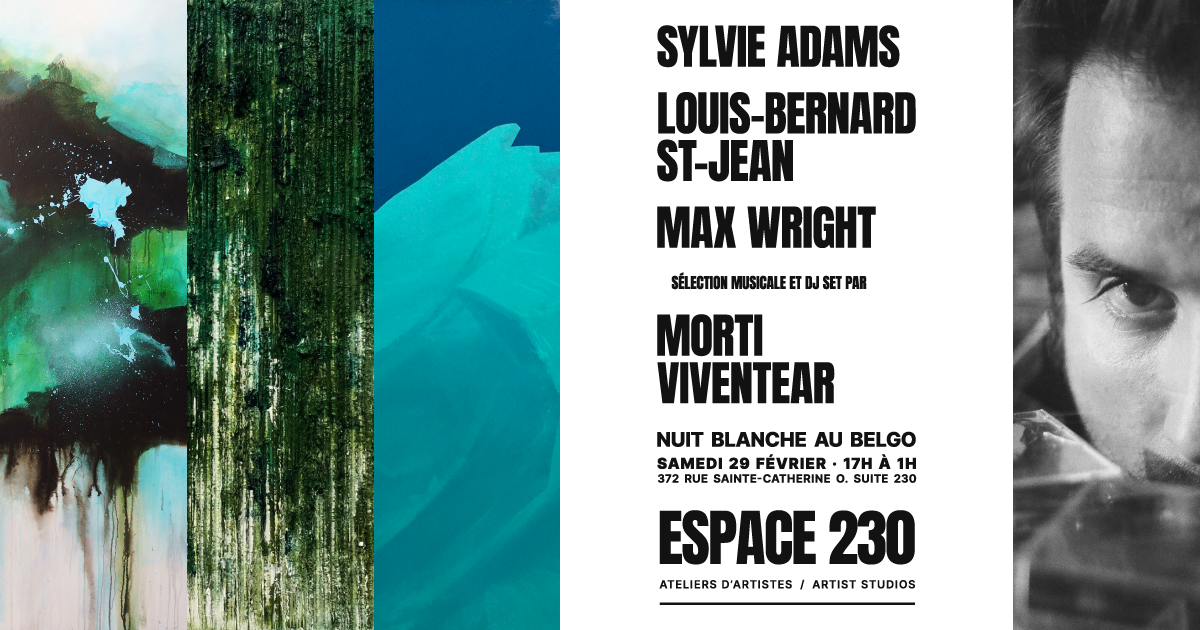 SYLVIE ADAMS
LOUIS-BERNARD
ST-JEAN
MAX WRIGHT
SÉLECTION MUSICALE ET DJ SET PAR
MORTI
VIVENTEAR
NUIT BLANCHE AU BELGO
SAMEDI 29 FÉVRIER · 17H À 1H
372 RUE SAINTE-CATHERINE O. SUITE 230
ESPACE 230
ATELIERS D'ARTISTES / ARTIST STUDIOS